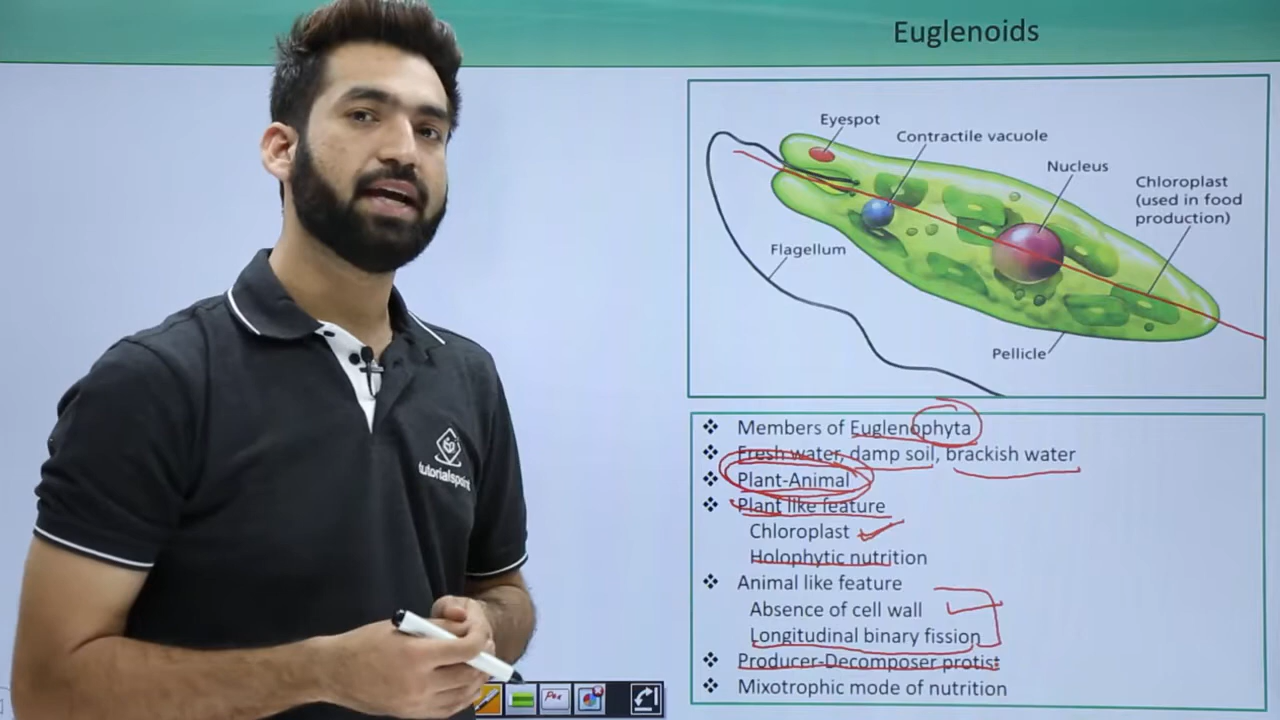 Euglenoids
Eyespot
Contractile vacuole
Nucleus
Chloroplast
(used in food
production)
Flagellum
Pellicle
tutorialspoint
❖ Members of Euglenophyta
❖ Fresh water, damp soil, brackish water
❖ Plant-Animal
❖ Plant like feature
Chloroplast
Holophytic nutrition
❖ Animal like feature
Absence of cell wall
Longitudinal binary fission
❖ Producer-Decomposer protist
❖ Mixotrophic mode of nutrition